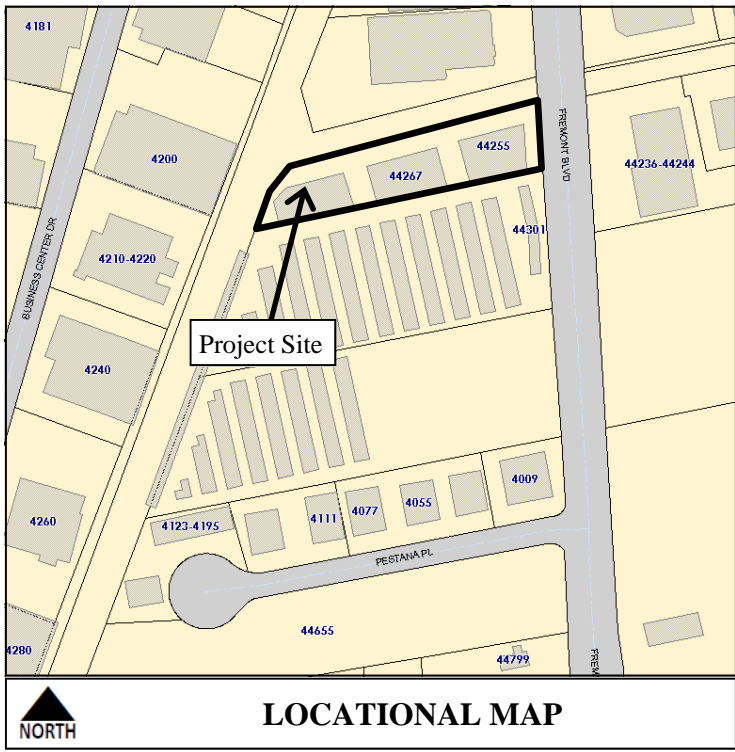 4181
4200
44255
44267
FREMONT BLVD
44236-44244
44301
4210-4220
BUSINESS CENTER DR
Project Site
4240
4009
4260
4123-4195
4111
4077
4055
PESTANA PL
44655
4280
44799
FREM
NORTH
LOCATIONAL MAP